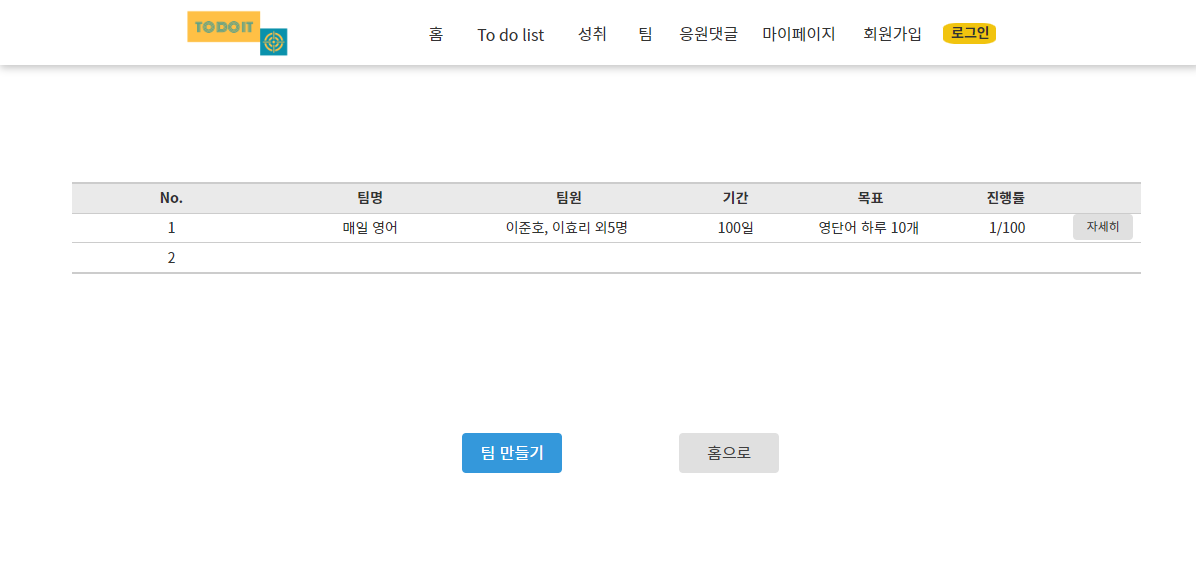 TODOIT 홈 To do list 성취 팀 응원댓글 마이페이지 회원가입 로그인
No. 팀명 팀원 기간 목표 진행률
1 매일 영어 이준호, 이효리 외5명 100일 영단어 하루 10개 1/100 자세히
2
팀 만들기 홈으로